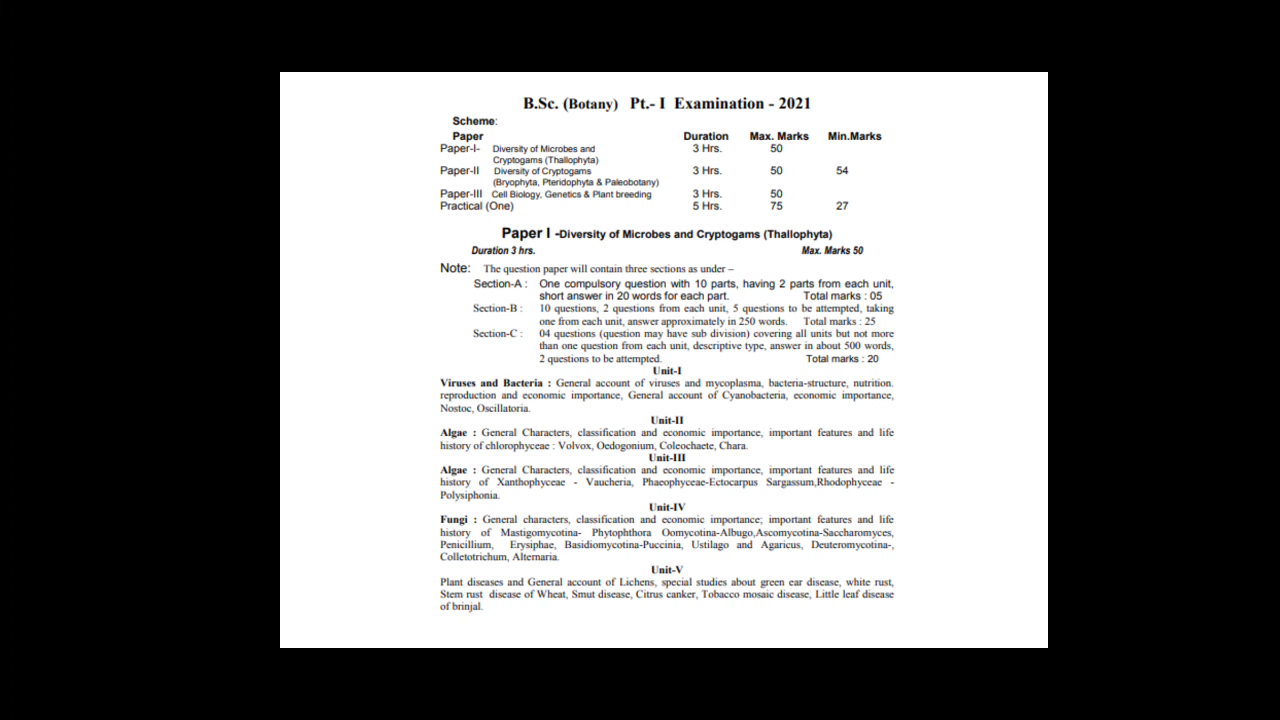 B.Sc. (Botany) Pt.- I Examination - 2021
Scheme:
Paper Duration Max. Marks Min.Marks
Paper-I- Diversity of Microbes and 3 Hrs. 50
Cryptogams (Thallophyta)
Paper-II Diversity of Cryptogams 3 Hrs. 50 54
(Bryophyta, Pteridophyta & Paleobotany)
Paper-III Cell Biology, Genetics & Plant breeding 3 Hrs. 50
Practical (One) 5 Hrs. 75 27
Paper I -Diversity of Microbes and Cryptogams (Thallophyta)
Duration 3 hrs. Max. Marks 50
Note: The question paper will contain three sections as under –
Section-A : One compulsory question with 10 parts, having 2 parts from each unit,
short answer in 20 words for each part. Total marks : 05
Section-B : 10 questions, 2 questions from each unit, 5 questions to be attempted, taking
one from each unit, answer approximately in 250 words. Total marks : 25
Section-C : 04 questions (question may have sub division) covering all units but not more
than one question from each unit, descriptive type, answer in about 500 words,
2 questions to be attempted. Total marks : 20
Unit-I
Viruses and Bacteria : General account of viruses and mycoplasma, bacteria-structure, nutrition.
reproduction and economic importance, General account of Cyanobacteria, economic importance,
Nostoc, Oscillatoria.
Unit-II
Algae : General Characters, classification and economic importance, important features and life
history of chlorophyceae : Volvox, Oedogonium, Coleochaete, Chara.
Unit-III
Algae : General Characters, classification and economic importance, important features and life
history of Xanthophyceae - Vaucheria, Phaeophyceae-Ectocarpus Sargassum,Rhodophyceae -
Polysiphonia.
Unit-IV
Fungi : General characters, classification and economic importance; important features and life
history of Mastigomycotina- Phytophthora Oomycotina-Albugo,Ascomycotina-Saccharomyces,
Penicillium, Erysiphae, Basidiomycotina-Puccinia, Ustilago and Agaricus, Deuteromycotina-,
Colletotrichum, Alternaria.
Unit-V
Plant diseases and General account of Lichens, special studies about green ear disease, white rust,
Stem rust disease of Wheat, Smut disease, Citrus canker, Tobacco mosaic disease, Little leaf disease
of brinjal.